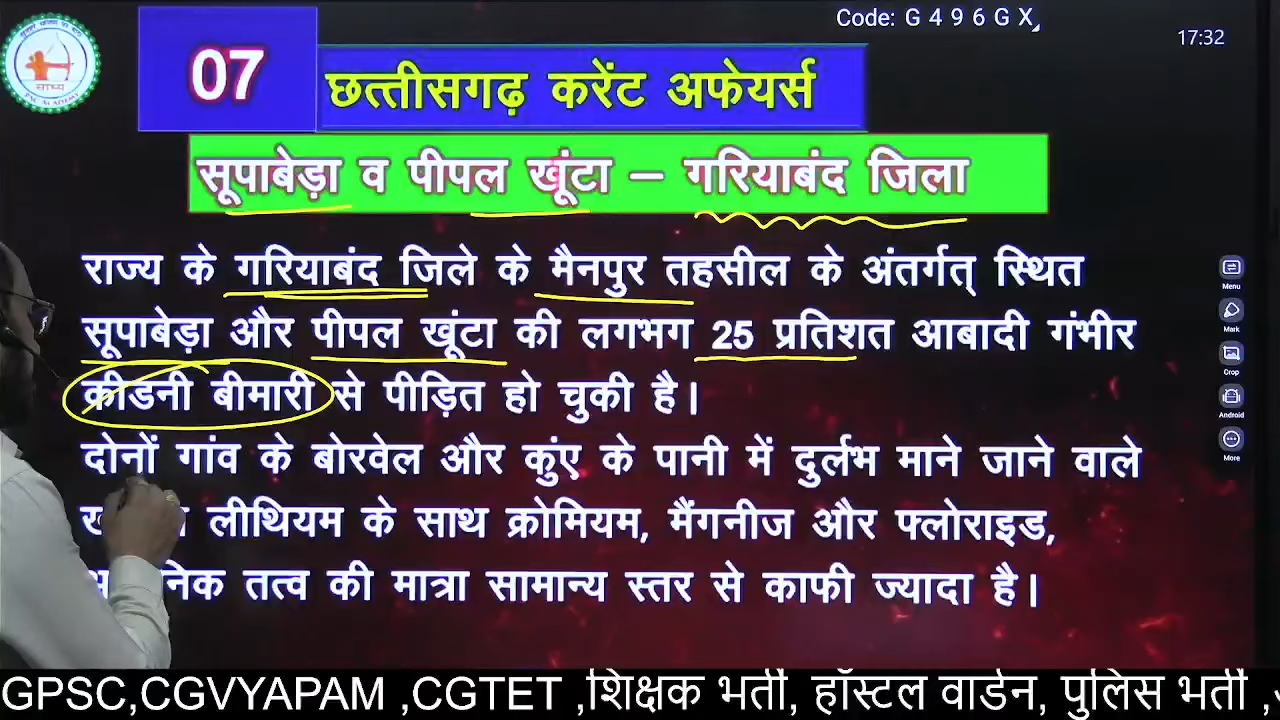 Code: G 4 9 6 G X
17:32
साध्य
PSC ACADEMY
07
छत्तीसगढ़ करेंट अफेयर्स
सूपाबेड़ा व पीपल खूंटा – गरियाबंद जिला
राज्य के गरियाबंद जिले के मैनपुर तहसील के अंतर्गत् स्थित
सूपाबेड़ा और पीपल खूंटा की लगभग 25 प्रतिशत आबादी गंभीर
कीडनी बीमारी से पीड़ित हो चुकी है।
दोनों गांव के बोरवेल और कुंए के पानी में दुर्लभ माने जाने वाले
लीथियम के साथ क्रोमियम, मैंगनीज और फ्लोराइड,
तत्व की मात्रा सामान्य स्तर से काफी ज्यादा है।
Menu
Mark
Crop
Android
More
GPSC,CGVYAPAM ,CGTET ,शिक्षक भर्ती, हॉस्टल वार्डन, पुलिस भर्ती ,